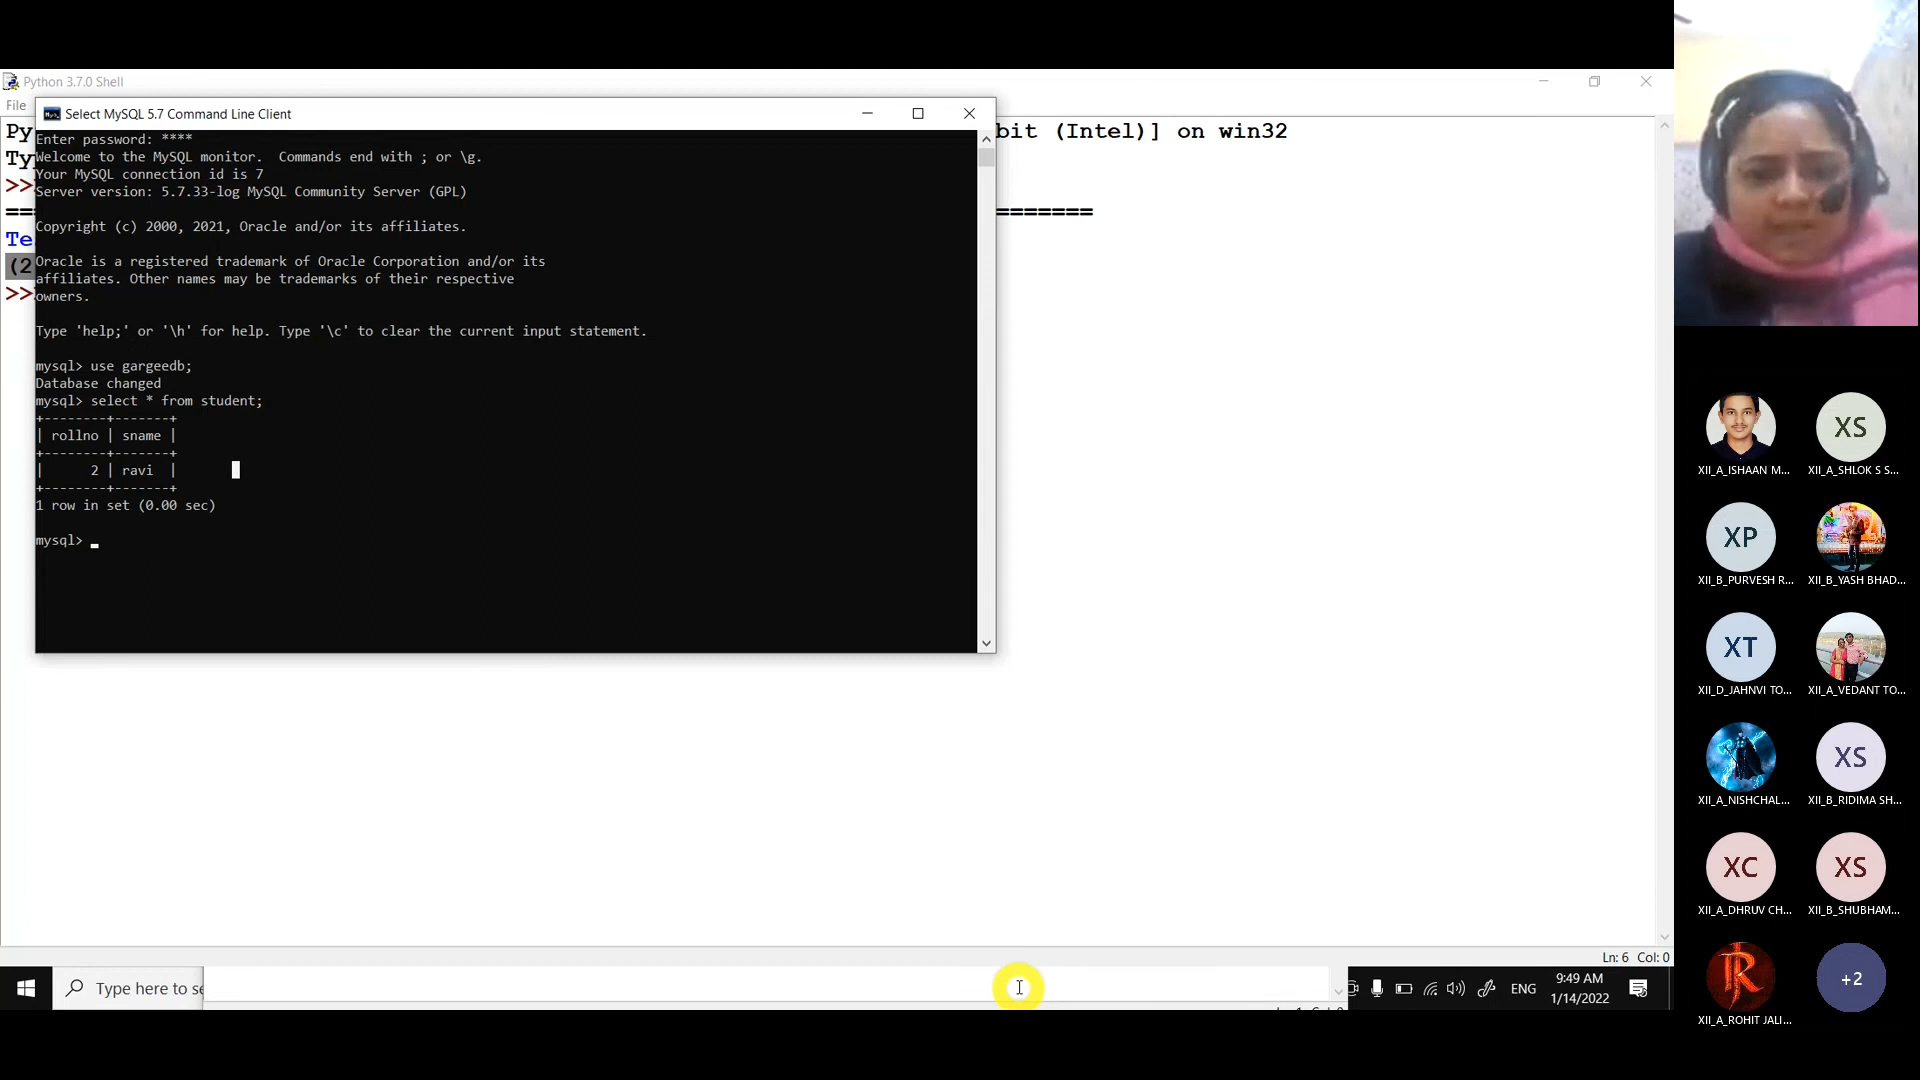 Python 3.7.0 Shell
File
Select MySQL 5.7 Command Line Client
Py
bit (Intel)] on win32
Ty
>>
===
=======
Te
(2
>>
Enter password: ****
Welcome to the MySQL monitor.  Commands end with ; or \g.
Your MySQL connection id is 7
Server version: 5.7.33-log MySQL Community Server (GPL)
Copyright (c) 2000, 2021, Oracle and/or its affiliates.
Oracle is a registered trademark of Oracle Corporation and/or its
affiliates. Other names may be trademarks of their respective
owners.
Type 'help;' or '\h' for help. Type '\c' to clear the current input statement.
mysql> use gargeedb;
Database changed
mysql> select * from student;
+--------+-------+
| rollno | sname |
+--------+-------+
|      2 | ravi  |
+--------+-------+
1 row in set (0.00 sec)
mysql> _
Ln: 6 Col: 0
Type here to se
ENG
9:49 AM
1/14/2022
XS
XII_A_ISHAAN M...
XII_A_SHLOK S S...
XP
XII_B_PURVESH R...
XII_B_YASH BHAD...
XT
XII_D_JAHNVI TO...
XII_A_VEDANT TO...
XS
XII_A_NISHCHAL...
XII_B_RIDIMA SH...
XC
XS
XII_A_DHRUV CH...
XII_B_SHUBHAM...
+2
XII_A_ROHIT JALI...